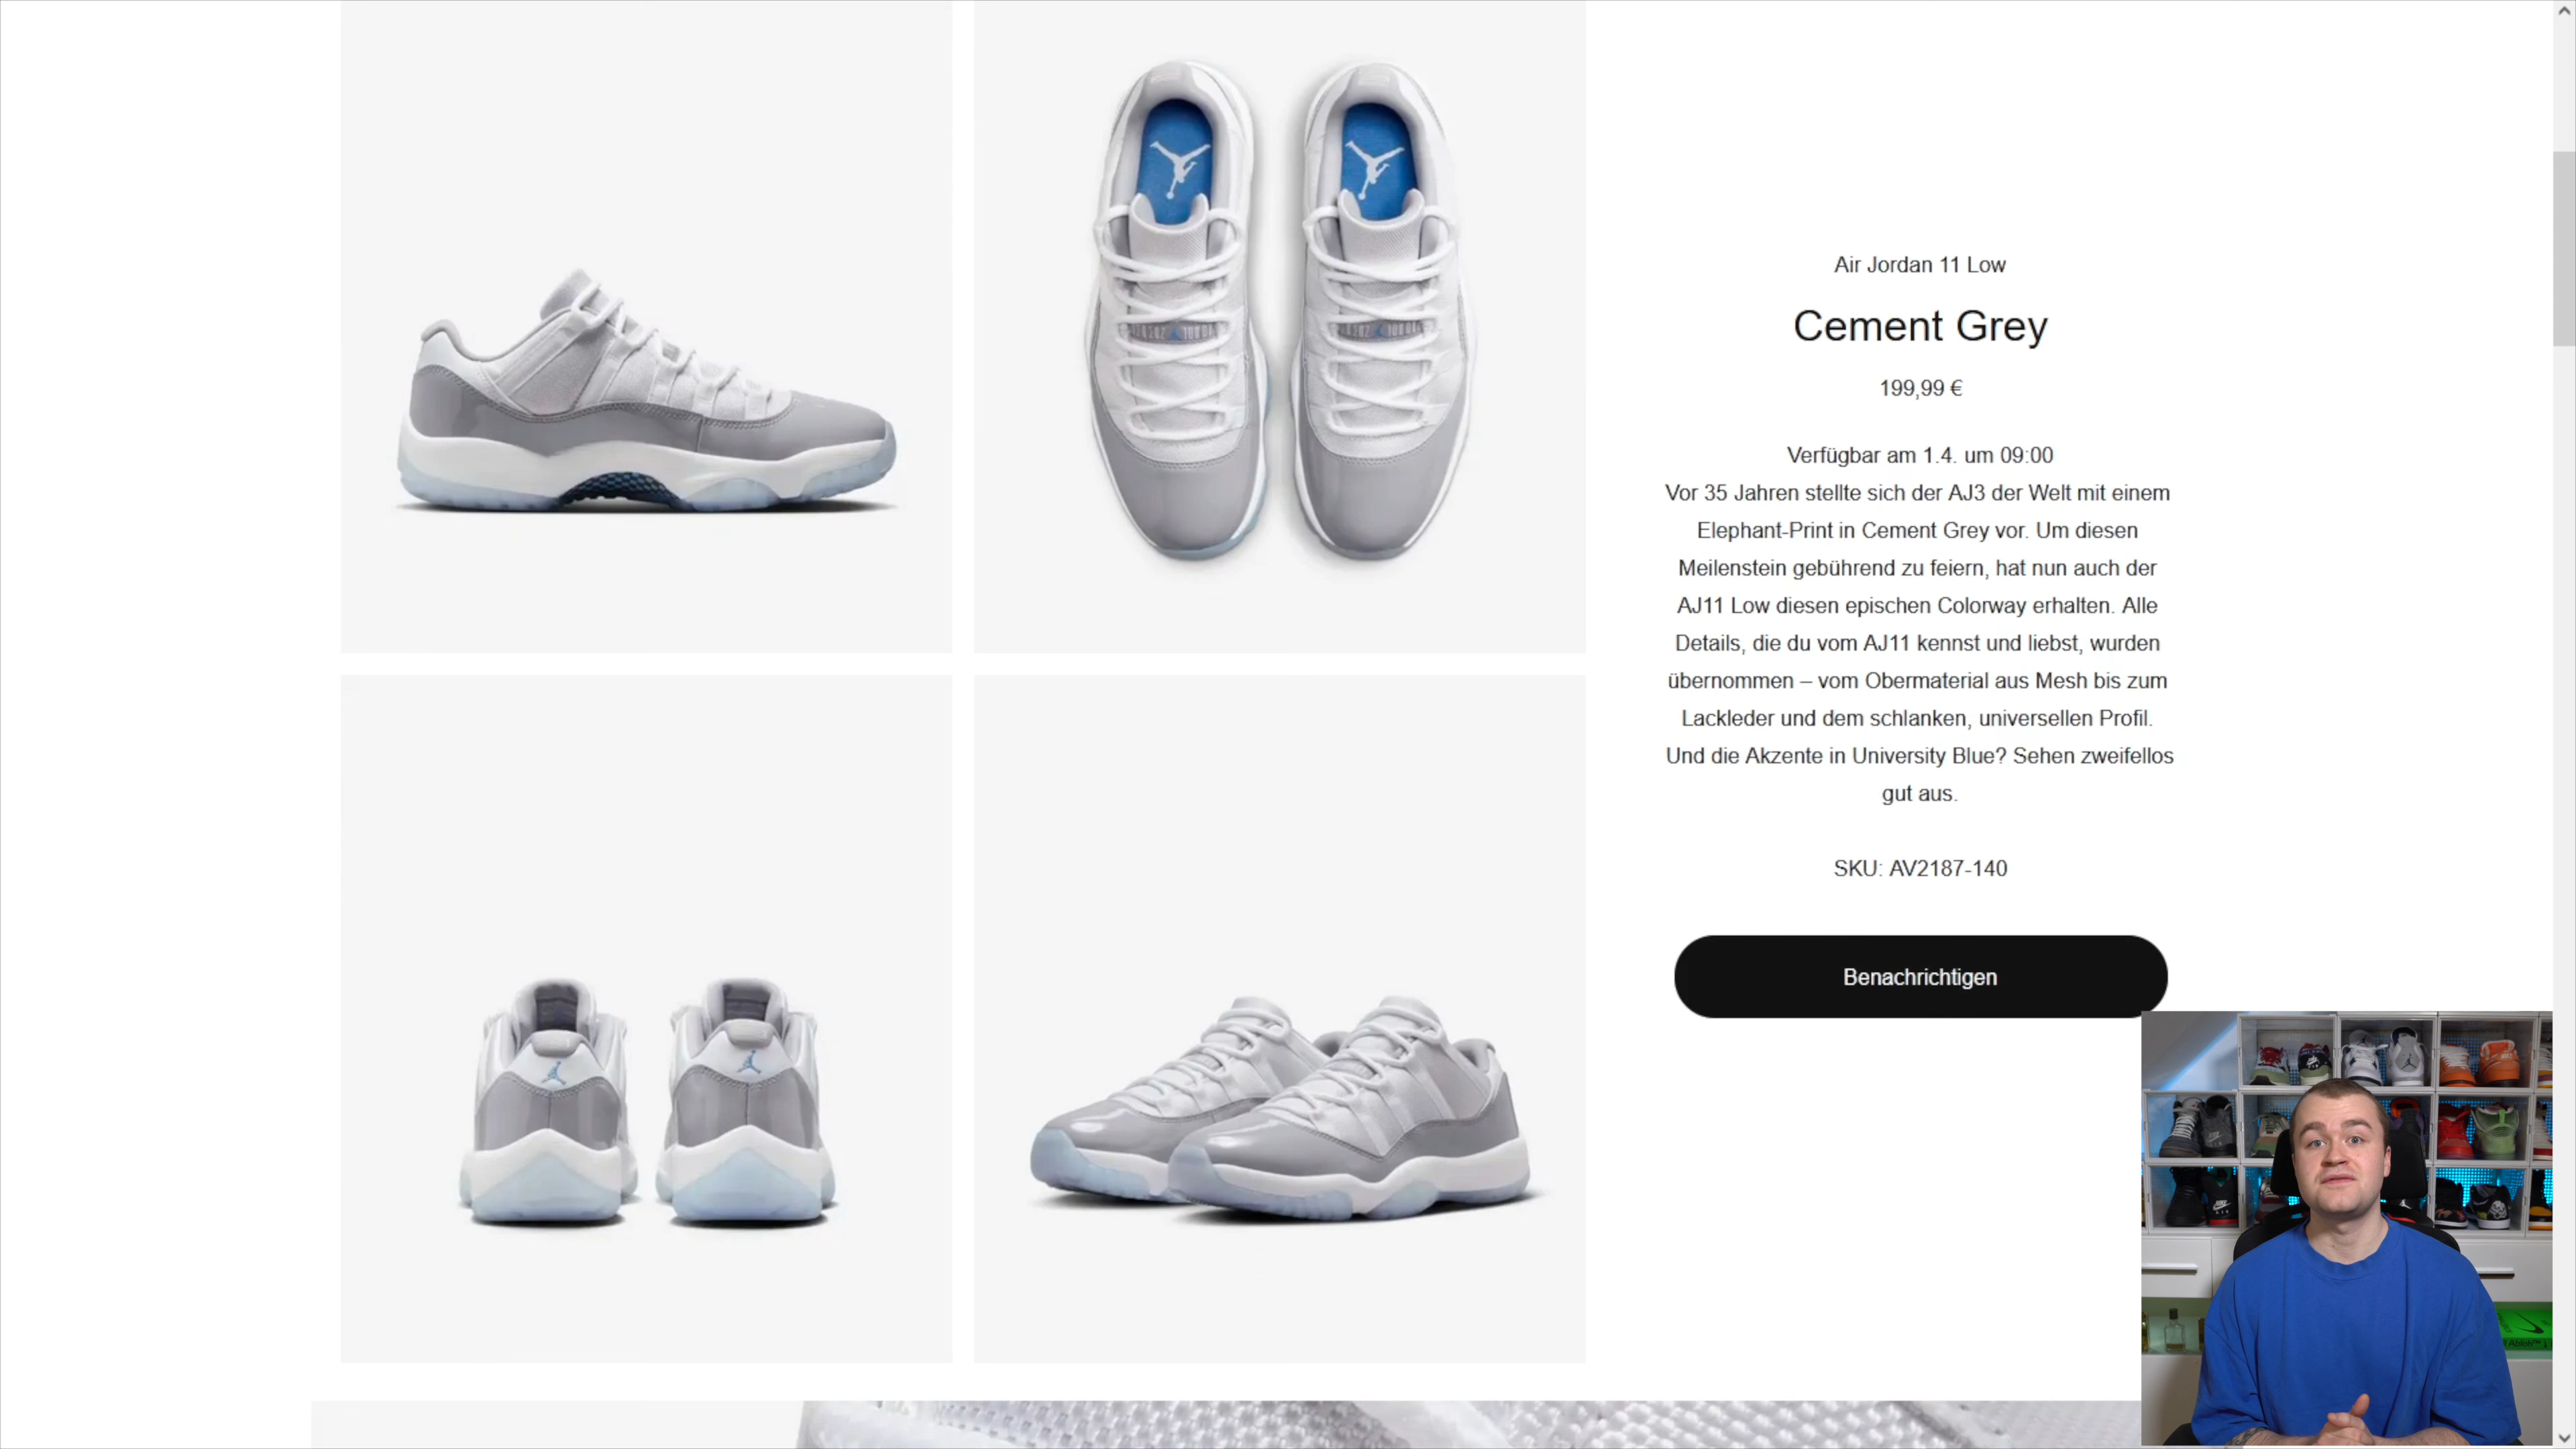 Air Jordan 11 Low
Cement Grey
199,99 €
Verfügbar am 1.4. um 09:00
Vor 35 Jahren stellte sich der AJ3 der Welt mit einem
Elephant-Print in Cement Grey vor. Um diesen
Meilenstein gebührend zu feiern, hat nun auch der
AJ11 Low diesen epischen Colorway erhalten. Alle
Details, die du vom AJ11 kennst und liebst, wurden
übernommen – vom Obermaterial aus Mesh bis zum
Lackleder und dem schlanken, universellen Profil.
Und die Akzente in University Blue? Sehen zweifellos
gut aus.
SKU: AV2187-140
Benachrichtigen